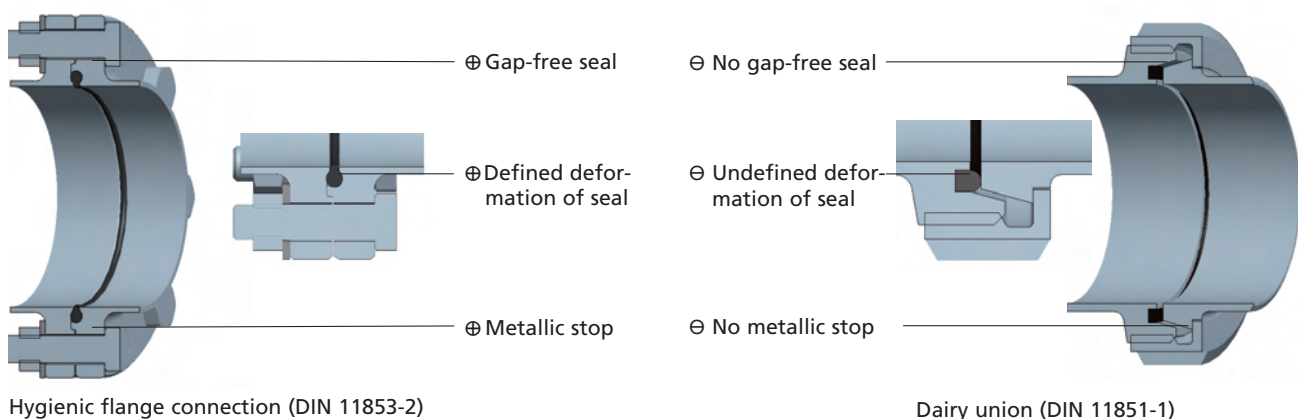 ⊕ Gap-free seal
⊖ No gap-free seal
⊕ Defined defor-
mation of seal
⊖ Undefined defor-
mation of seal
⊕ Metallic stop
⊖ No metallic stop
Hygienic flange connection (DIN 11853-2)
Dairy union (DIN 11851-1)